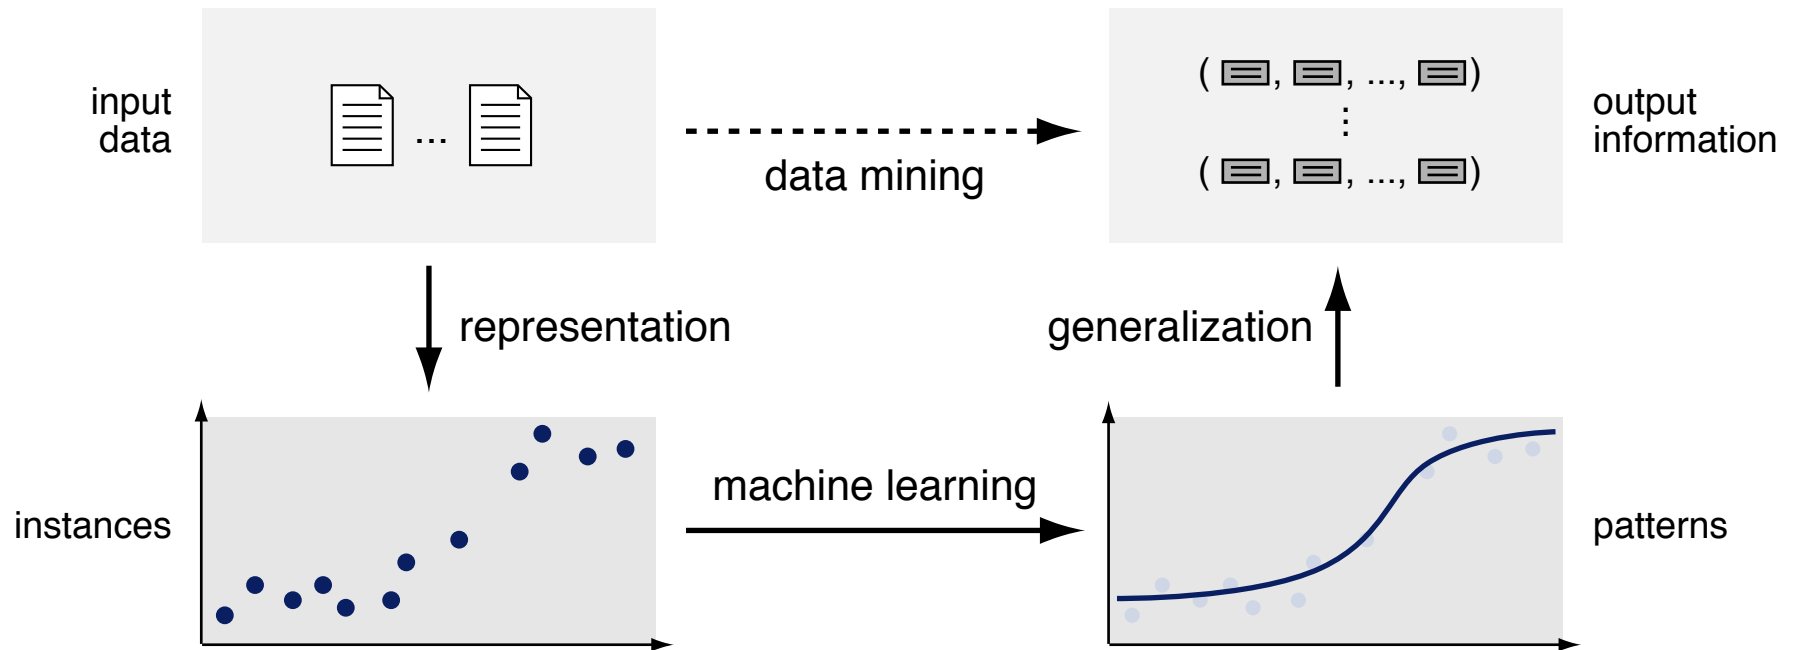 input
data
...
data mining
( , , ..., )
⋮
( , , ..., )
output
information
representation
generalization
instances
machine learning
patterns